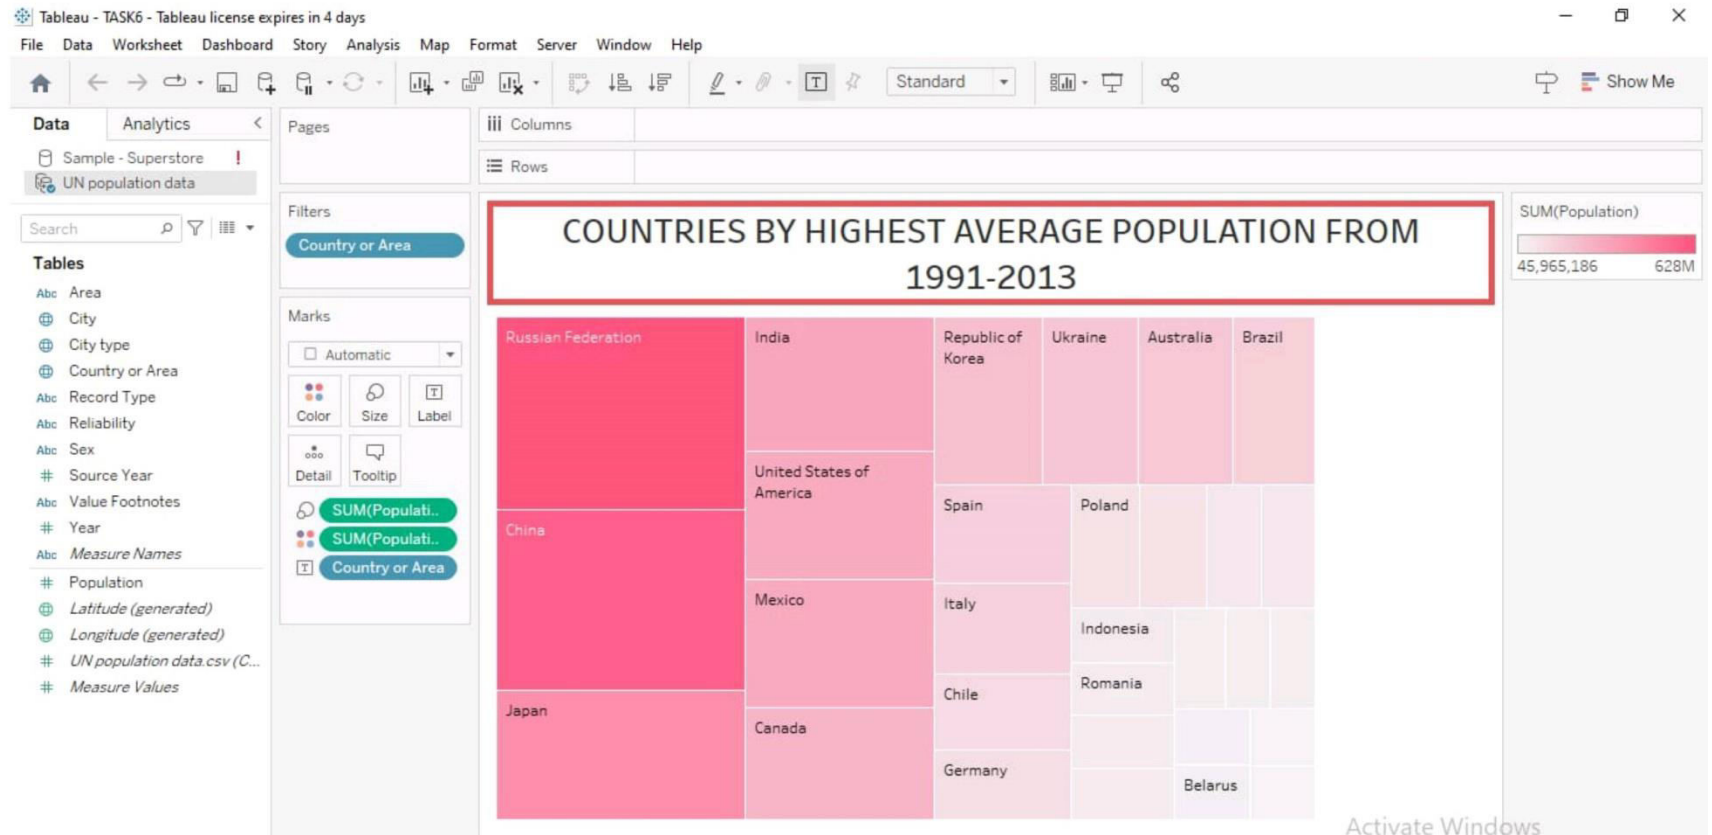 Tableau - TASK6 - Tableau license expires in 4 days
File Data Worksheet Dashboard Story Analysis Map Format Server Window Help
Standard
Show Me
Data Analytics
Sample - Superstore !
UN population data
Search
Tables
Abc Area
City
City type
Country or Area
Abc Record Type
Abc Reliability
Abc Sex
# Source Year
Abc Value Footnotes
# Year
Abc Measure Names
# Population
Latitude (generated)
Longitude (generated)
# UN population data.csv (C...
# Measure Values
Pages
Filters
Country or Area
Marks
Automatic
Color Size Label
Detail Tooltip
SUM(Populati..
SUM(Populati..
Country or Area
Columns
Rows
COUNTRIES BY HIGHEST AVERAGE POPULATION FROM
1991-2013
Russian Federation
China
Japan
India
United States of
America
Mexico
Canada
Republic of
Korea
Ukraine
Australia
Brazil
Spain
Italy
Chile
Germany
Poland
Indonesia
Romania
Belarus
SUM(Population)
45,965,186 628M
Activate Windows